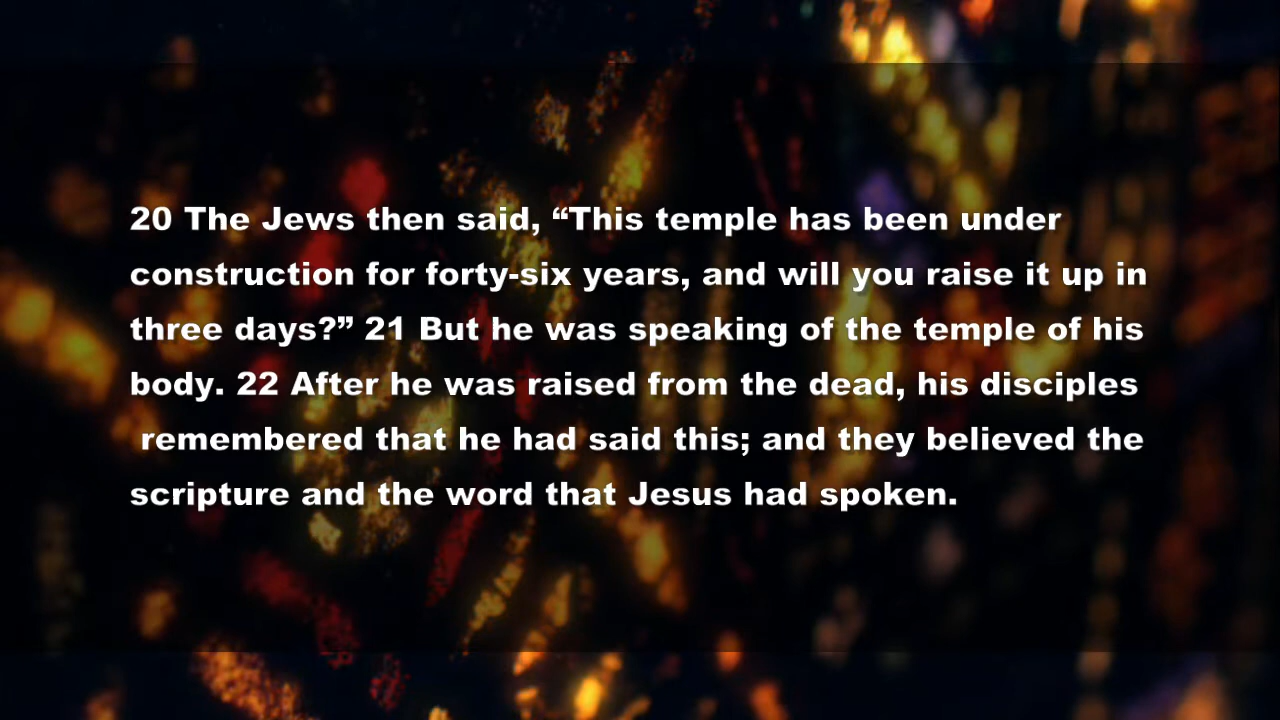 20 The Jews then said, “This temple has been under
construction for forty-six years, and will you raise it up in
three days?” 21 But he was speaking of the temple of his
body. 22 After he was raised from the dead, his disciples
remembered that he had said this; and they believed the
scripture and the word that Jesus had spoken.